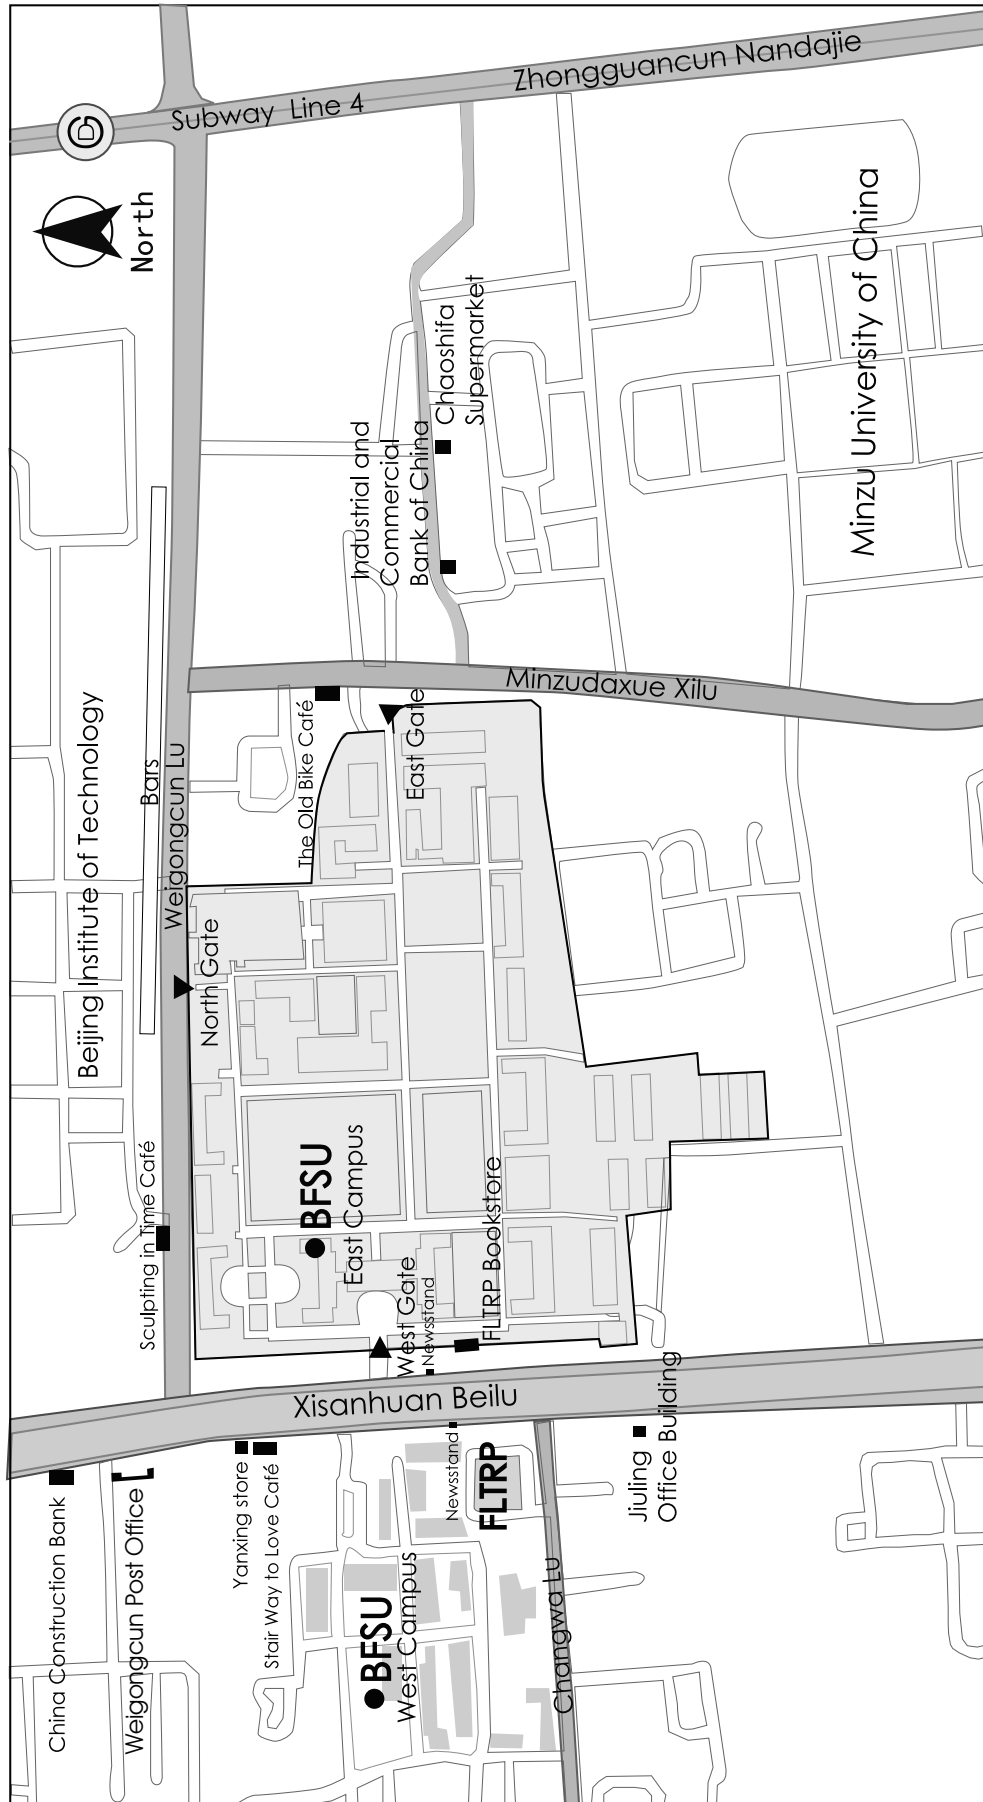 China Construction Bank
Beijing Institute of Technology
Weigongcun Post Office
Sculpting in Time Café
Bars
North
Weigongcun Lu
Subway Line 4
North Gate
Yanxing store
Stair Way to Love Café
The Old Bike Café
BFSU
East Campus
Industrial and
Commercial
Bank of China
Chaoshifa
Supermarket
BFSU
West Campus
West Gate
East Gate
Newsstand
Xisanhuan Beilu
Newsstand
FLTRP
FLTRP Bookstore
Minzudaxue Xilu
Zhongguancun Nandajie
Changwa Lu
Jiuling
Office Building
Minzu University of China